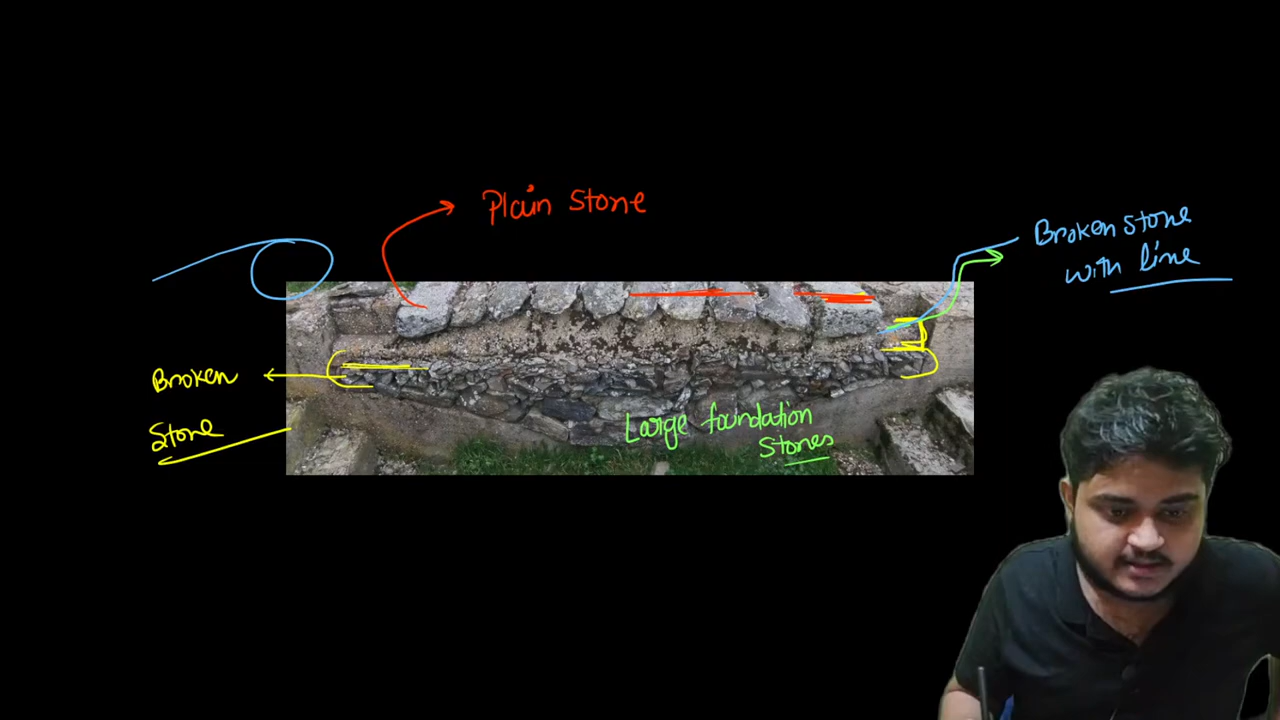 Plain Stone
Broken Stone
with line
Broken
Stone
Large foundation
Stones